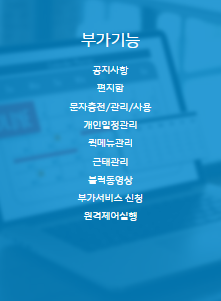 부가기능
공지사항
편지함
문자충전/관리/사용
개인일정관리
퀵메뉴관리
근태관리
블럭동영상
부가서비스 신청
원격제어실행